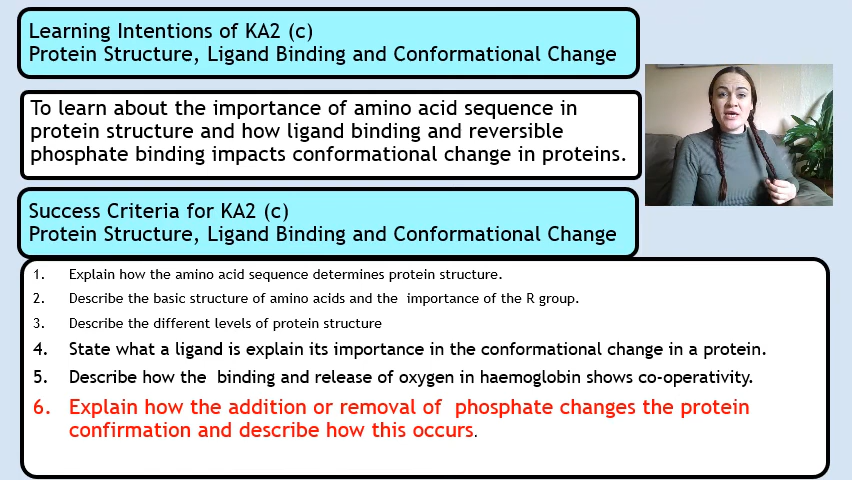 Learning Intentions of KA2 (c)
Protein Structure, Ligand Binding and Conformational Change
To learn about the importance of amino acid sequence in
protein structure and how ligand binding and reversible
phosphate binding impacts conformational change in proteins.
Success Criteria for KA2 (c)
Protein Structure, Ligand Binding and Conformational Change
1. Explain how the amino acid sequence determines protein structure.
2. Describe the basic structure of amino acids and the importance of the R group.
3. Describe the different levels of protein structure
4. State what a ligand is explain its importance in the conformational change in a protein.
5. Describe how the binding and release of oxygen in haemoglobin shows co-operativity.
6. Explain how the addition or removal of phosphate changes the protein
confirmation and describe how this occurs.